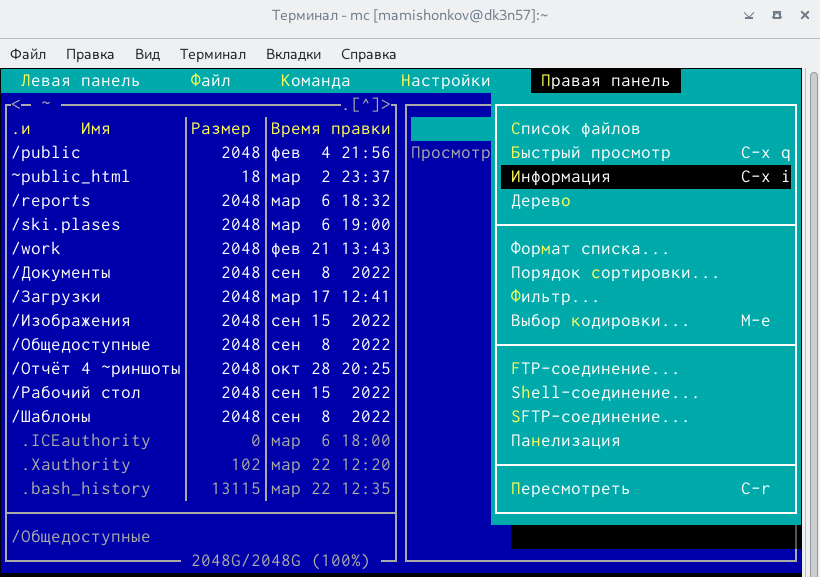 Терминал - mc [mamishonkov@dk3n57]:~
Файл Правка Вид Терминал Вкладки Справка
Левая панель Файл Команда Настройки Правая панель
<— ~ .[^]>
.и Имя Размер Время правки
/public 2048 фев 4 21:56
~public_html 18 мар 2 23:37
/reports 2048 мар 6 18:32
/ski.plases 2048 мар 6 19:00
/work 2048 фев 21 13:43
/Документы 2048 сен 8 2022
/Загрузки 2048 мар 17 12:41
/Изображения 2048 сен 15 2022
/Общедоступные 2048 сен 8 2022
/Отчёт 4 ~риншоты 2048 окт 28 20:25
/Рабочий стол 2048 сен 15 2022
/Шаблоны 2048 сен 8 2022
.ICEauthority 0 мар 6 18:00
.Xauthority 102 мар 22 12:20
.bash_history 13115 мар 22 12:35
/Общедоступные
2048G/2048G (100%)
Просмотр
Список файлов
Быстрый просмотр C-x q
Информация C-x i
Дерево
Формат списка...
Порядок сортировки...
Фильтр...
Выбор кодировки... M-e
FTP-соединение...
Shell-соединение...
SFTP-соединение...
Панелизация
Пересмотреть C-r